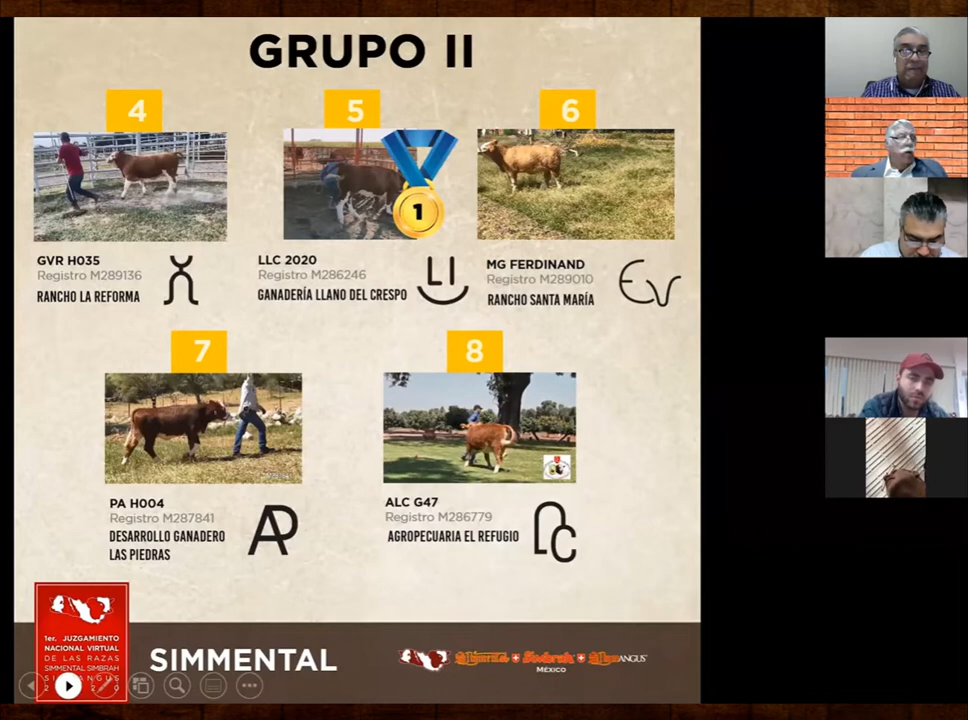 GRUPO II
4
5
6
1
GVR H035
Registro M289136
RANCHO LA REFORMA
LLC 2020
Registro M286246
GANADERÍA LLANO DEL CRESPO
MG FERDINAND
Registro M289010
RANCHO SANTA MARÍA
7
8
PA H004
Registro M287841
DESARROLLO GANADERO
LAS PIEDRAS
ALC G47
Registro M286779
AGROPECUARIA EL REFUGIO
1er. JUZGAMIENTO
NACIONAL VIRTUAL
DE LAS RAZAS
SIMMENTAL SIMBRAH
SIMMENTAL
Simbrah
ANGUS
MÉXICO